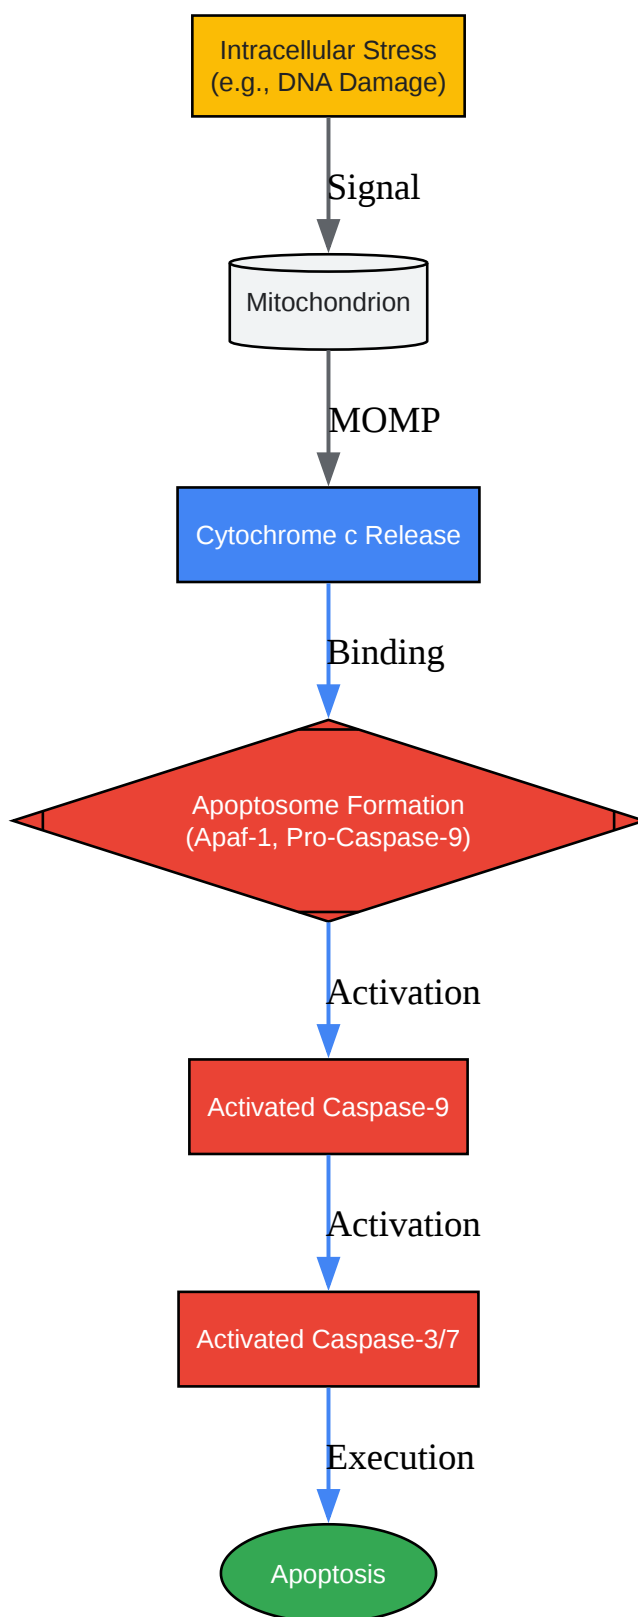 Intracellular Stress
(e.g., DNA Damage)
Signal
Mitochondrion
MOMP
Cytochrome c Release
Binding
Apoptosome Formation
(Apaf-1, Pro-Caspase-9)
Activation
Activated Caspase-9
Activation
Activated Caspase-3/7
Execution
Apoptosis